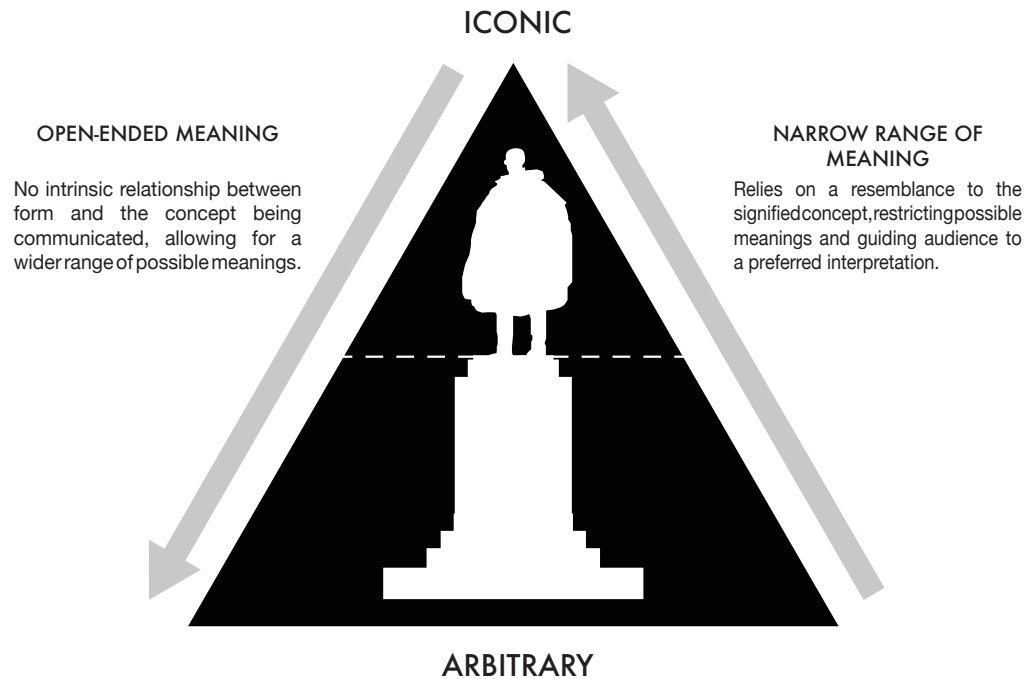 ICONIC
OPEN-ENDED MEANING
No intrinsic relationship between
form and the concept being
communicated, allowing for a
wider range of possible meanings.
NARROW RANGE OF
MEANING
Relies on a resemblance to the
signified concept, restricting possible
meanings and guiding audience to
a preferred interpretation.
ARBITRARY